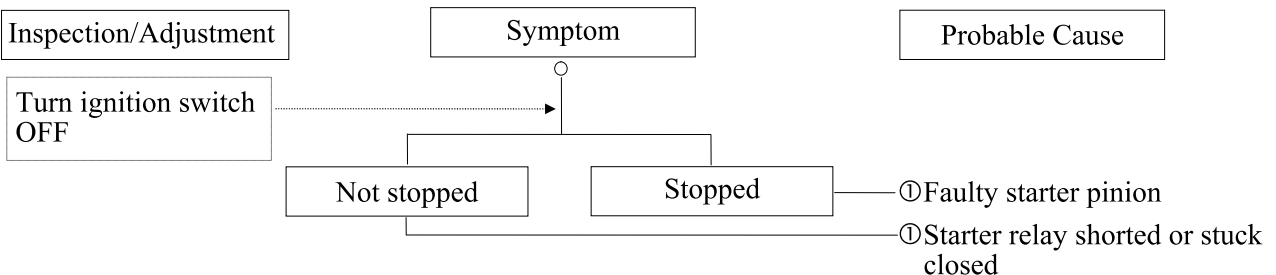 Inspection/Adjustment
Symptom
Probable Cause
Turn ignition switch
OFF
Not stopped
Stopped
①Faulty starter pinion
①Starter relay shorted or stuck
closed